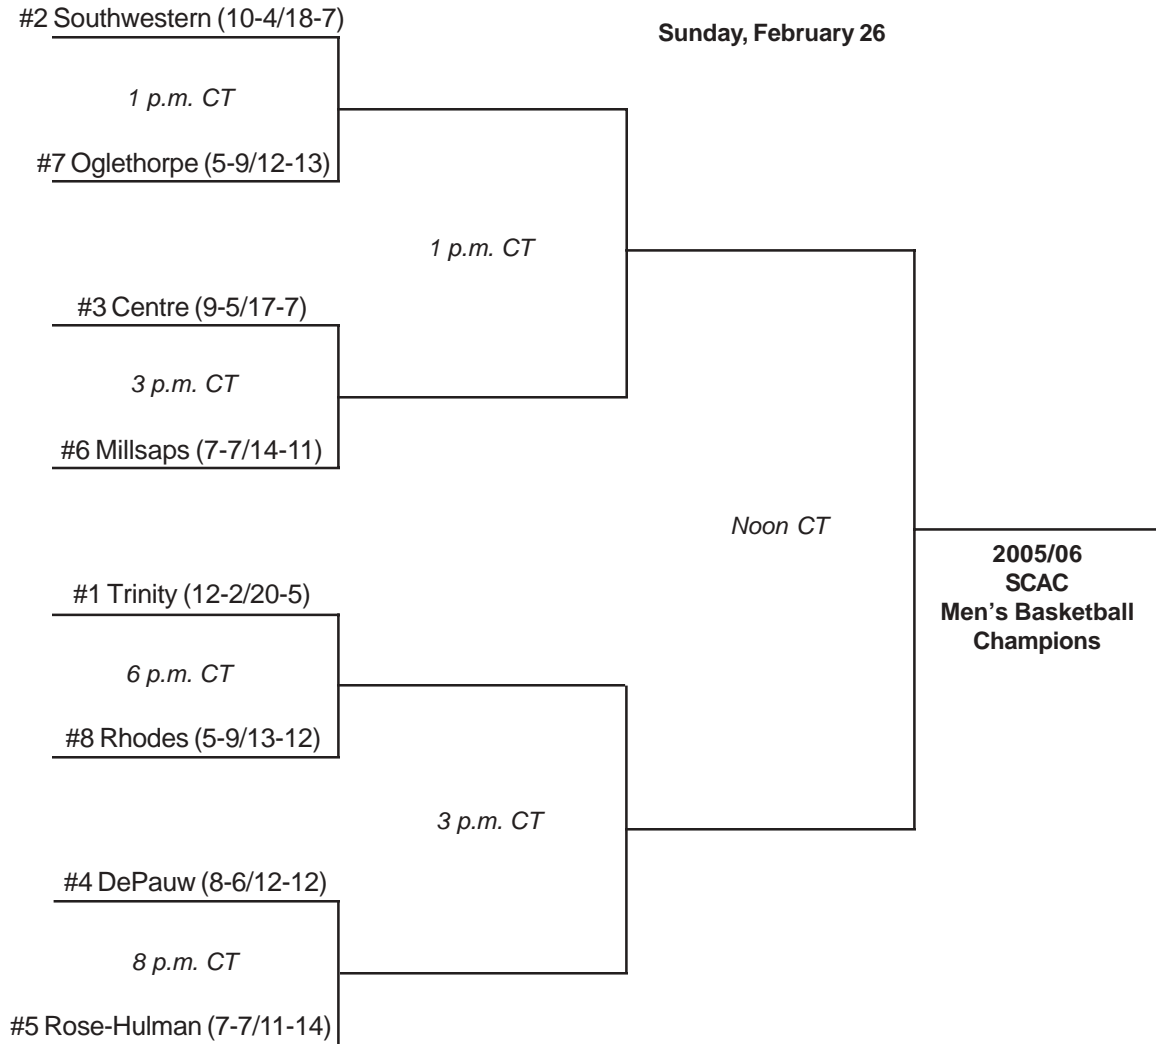 #2 Southwestern (10-4/18-7)
Sunday, February 26
1 p.m. CT
#7 Oglethorpe (5-9/12-13)
1 p.m. CT
#3 Centre (9-5/17-7)
3 p.m. CT
#6 Millsaps (7-7/14-11)
Noon CT
2005/06
SCAC
Men's Basketball
Champions
#1 Trinity (12-2/20-5)
6 p.m. CT
#8 Rhodes (5-9/13-12)
3 p.m. CT
#4 DePauw (8-6/12-12)
8 p.m. CT
#5 Rose-Hulman (7-7/11-14)